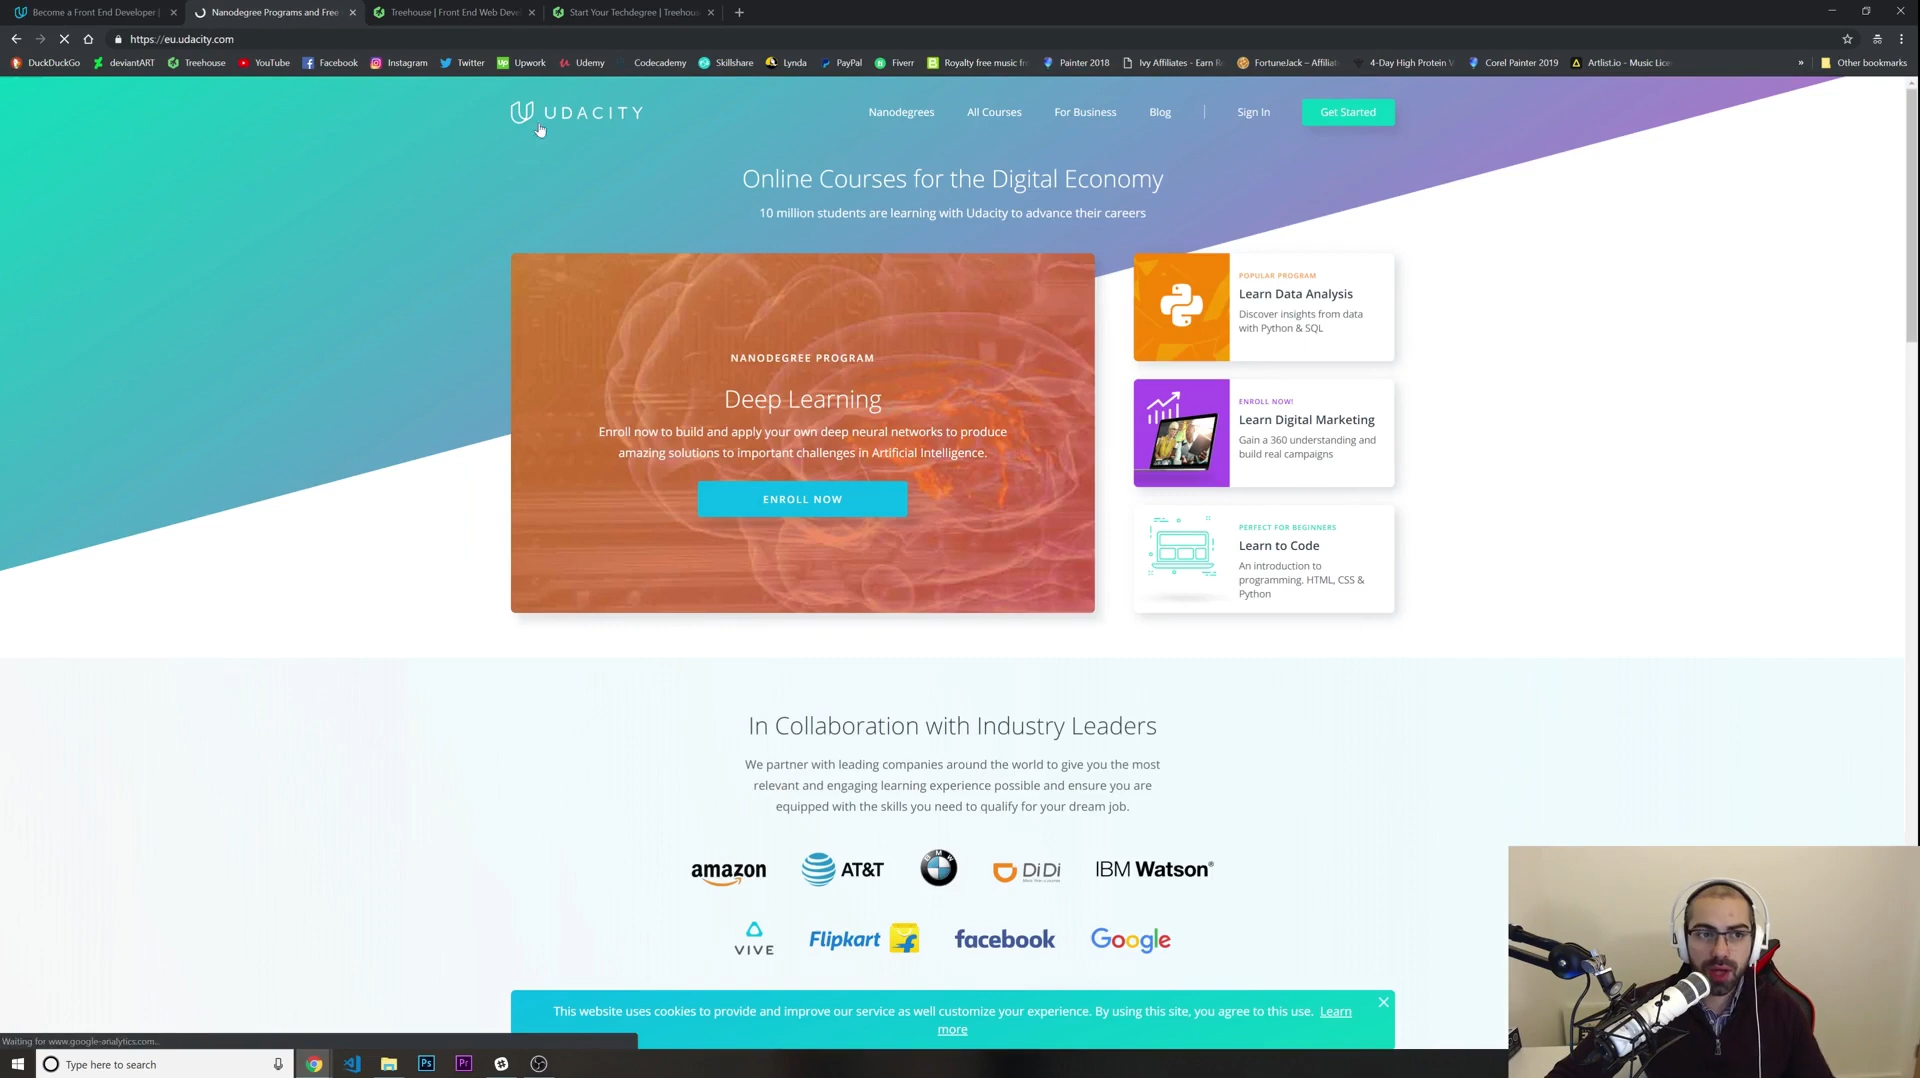 Become a Front End Developer |
Nanodegree Programs and Free
Treehouse | Front End Web Deve
Start Your Techdegree | Treehous
https://eu.udacity.com
DuckDuckGo
deviantART
Treehouse
YouTube
Facebook
Instagram
Twitter
Up Upwork
Udemy
Codecademy
Skillshare
Lynda
PayPal
Fiverr
Royalty free music fr
Painter 2018
Ivy Affiliates - Earn R
FortuneJack – Affilia
4-Day High Protein V
Corel Painter 2019
Artlist.io - Music Lice
»
Other bookmarks
UDACITY
Nanodegrees
All Courses
For Business
Blog
Sign In
Get Started
Online Courses for the Digital Economy
10 million students are learning with Udacity to advance their careers
NANODEGREE PROGRAM
Deep Learning
Enroll now to build and apply your own deep neural networks to produce
amazing solutions to important challenges in Artificial Intelligence.
ENROLL NOW
POPULAR PROGRAM
Learn Data Analysis
Discover insights from data
with Python & SQL
ENROLL NOW!
Learn Digital Marketing
Gain a 360 understanding and
build real campaigns
PERFECT FOR BEGINNERS
Learn to Code
An introduction to
programming. HTML, CSS &
Python
In Collaboration with Industry Leaders
We partner with leading companies around the world to give you the most
relevant and engaging learning experience possible and ensure you are
equipped with the skills you need to qualify for your dream job.
amazon
AT&T
BMW
DiDi
IBM Watson®
VIVE
Flipkart
facebook
Google
This website uses cookies to provide and improve our service as well customize your experience. By using this site, you agree to this use. Learn
more
Waiting for www.google-analytics.com...
Type here to search
Ps
Pr